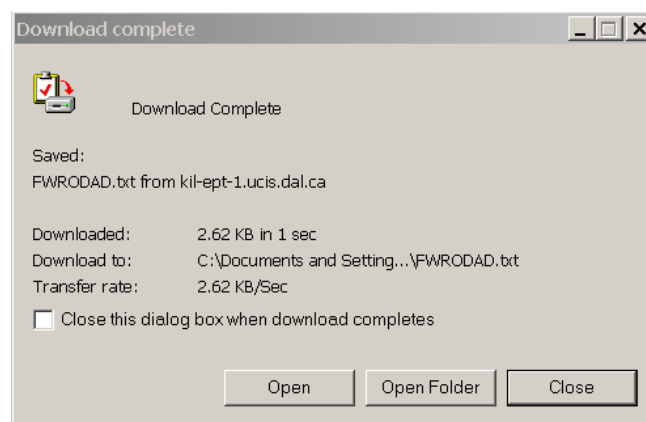 Download complete
Download Complete
Saved:
FWRODAD.txt from kil-ept-1.ucis.dal.ca
Downloaded: 2.62 KB in 1 sec
Download to: C:\Documents and Setting...\FWRODAD.txt
Transfer rate: 2.62 KB/Sec
Close this dialog box when download completes
Open Open Folder Close